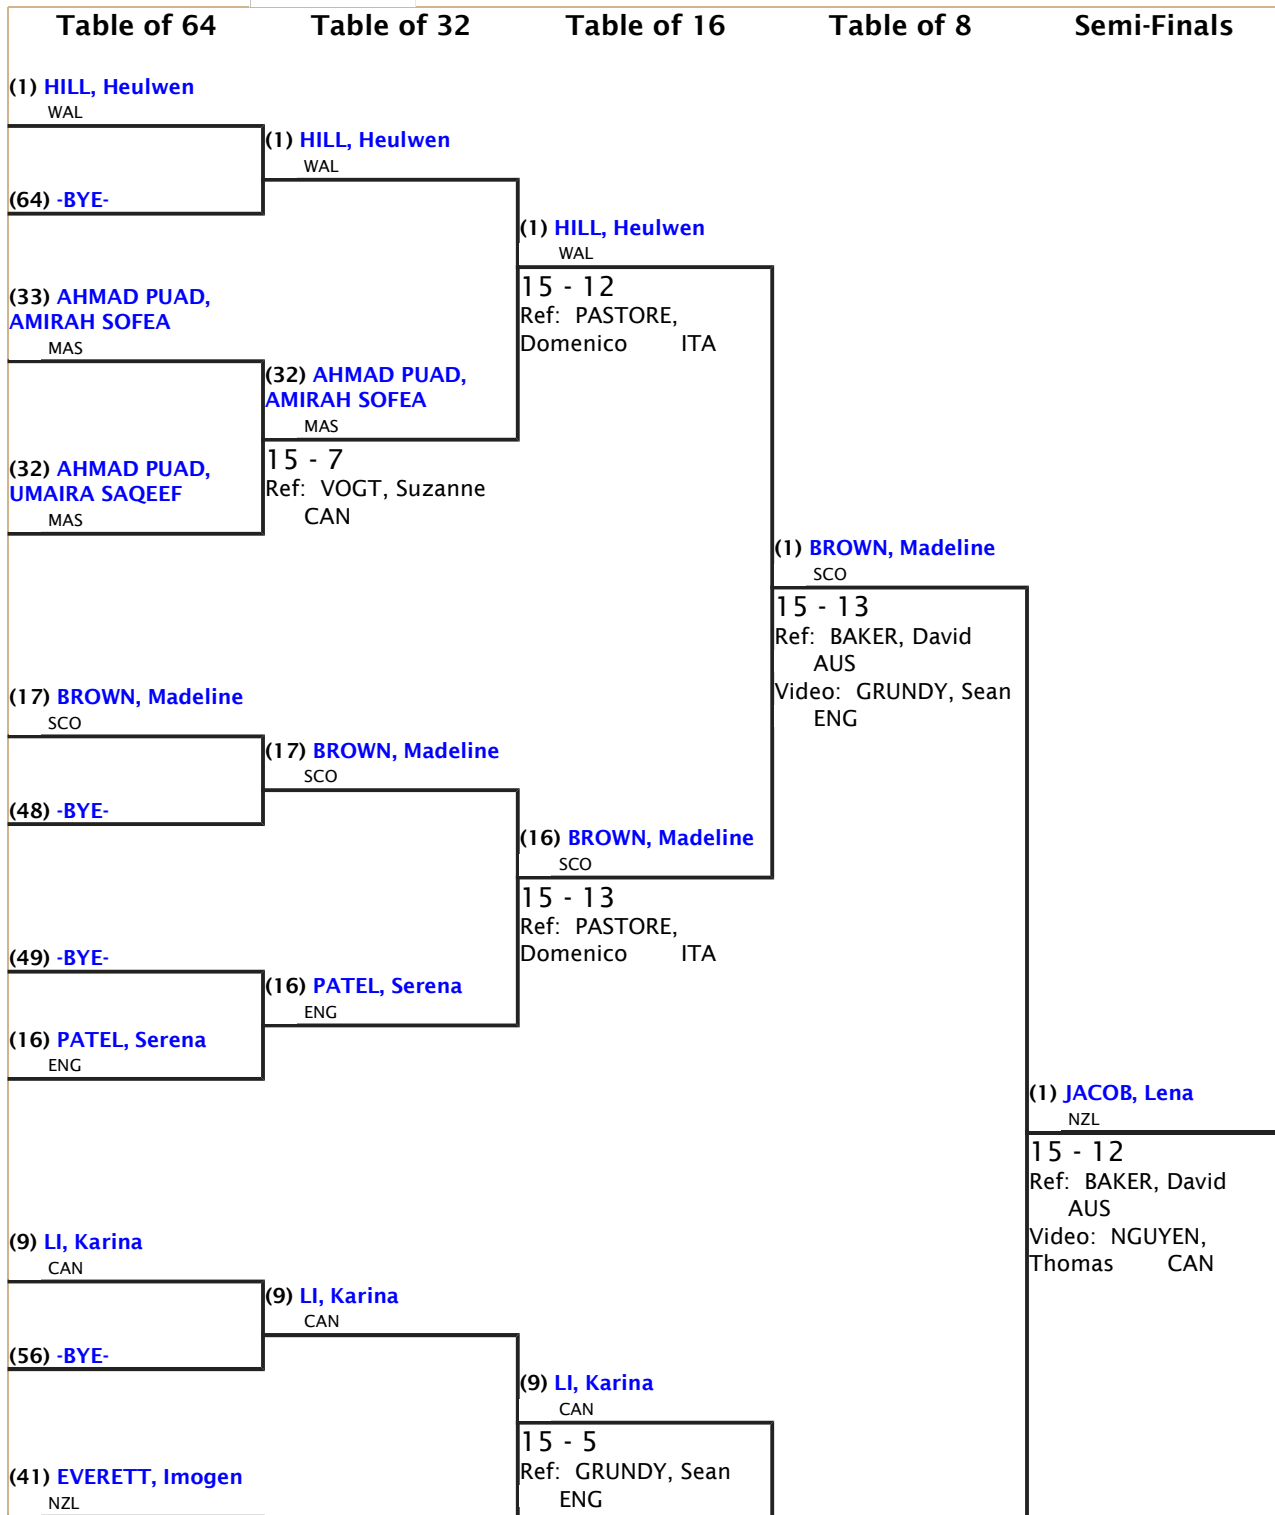 Table of 64
Table of 32
Table of 16
Table of 8
Semi-Finals
(1) HILL, Heulwen
WAL
(64) -BYE-
(33) AHMAD PUAD,
AMIRAH SOFEA
MAS
(32) AHMAD PUAD,
UMAIRA SAQEEF
MAS
(17) BROWN, Madeline
SCO
(48) -BYE-
(49) -BYE-
(16) PATEL, Serena
ENG
(9) LI, Karina
CAN
(56) -BYE-
(41) EVERETT, Imogen
NZL
(1) HILL, Heulwen
WAL
(32) AHMAD PUAD,
AMIRAH SOFEA
MAS
15 - 7
Ref: VOGT, Suzanne
CAN
(17) BROWN, Madeline
SCO
(16) PATEL, Serena
ENG
(9) LI, Karina
CAN
(1) HILL, Heulwen
WAL
15 - 12
Ref: PASTORE,
Domenico ITA
(16) BROWN, Madeline
SCO
15 - 13
Ref: PASTORE,
Domenico ITA
(9) LI, Karina
CAN
15 - 5
Ref: GRUNDY, Sean
ENG
(1) BROWN, Madeline
SCO
15 - 13
Ref: BAKER, David
AUS
Video: GRUNDY, Sean
ENG
(1) JACOB, Lena
NZL
15 - 12
Ref: BAKER, David
AUS
Video: NGUYEN,
Thomas CAN